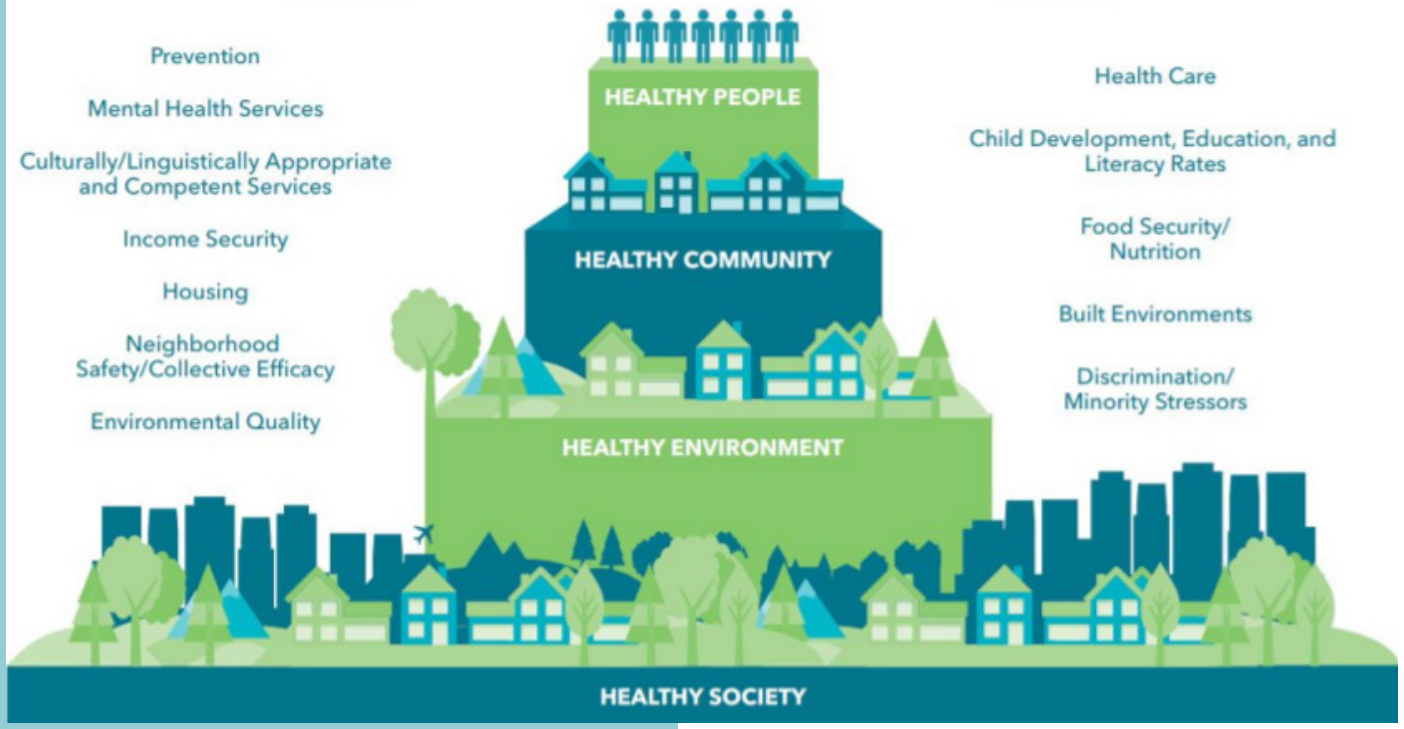 Prevention
Mental Health Services
Culturally/Linguistically Appropriate
and Competent Services
Income Security
Housing
Neighborhood
Safety/Collective Efficacy
Environmental Quality
HEALTHY PEOPLE
HEALTHY COMMUNITY
HEALTHY ENVIRONMENT
HEALTHY SOCIETY
Health Care
Child Development, Education, and
Literacy Rates
Food Security/
Nutrition
Built Environments
Discrimination/
Minority Stressors